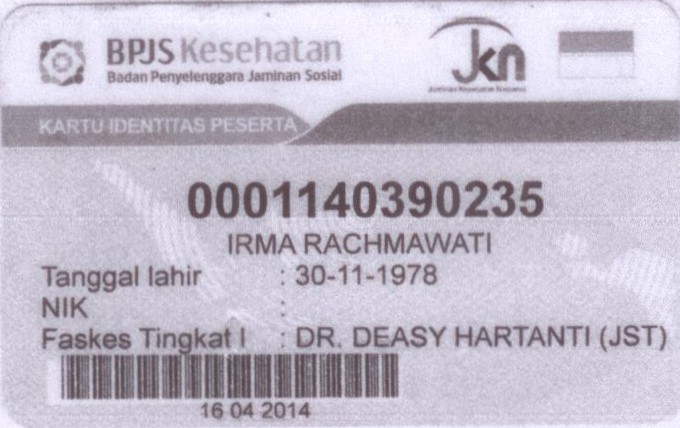 BPJS Kesehatan
Badan Penyelenggara Jaminan Sosial
Jkn
Jaminan Kesehatan Nasional
KARTU IDENTITAS PESERTA
0001140390235
IRMA RACHMAWATI
Tanggal lahir : 30-11-1978
NIK :
Faskes Tingkat I : DR. DEASY HARTANTI (JST)
16 04 2014